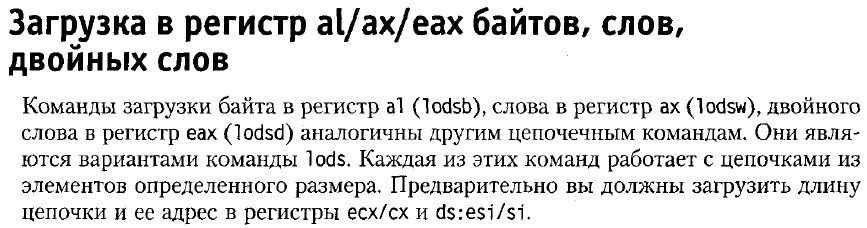 Загрузка в регистр al/ax/eax байтов, слов,
двойных слов
Команды загрузки байта в регистр al (lodsb), слова в регистр ax (lodsw), двойного
слова в регистр eax (lodsd) аналогичны другим цепочечным командам. Они явля-
ются вариантами команды lods. Каждая из этих команд работает с цепочками из
элементов определенного размера. Предварительно вы должны загрузить длину
цепочки и ее адрес в регистры ecx/cx и ds:esi/si.